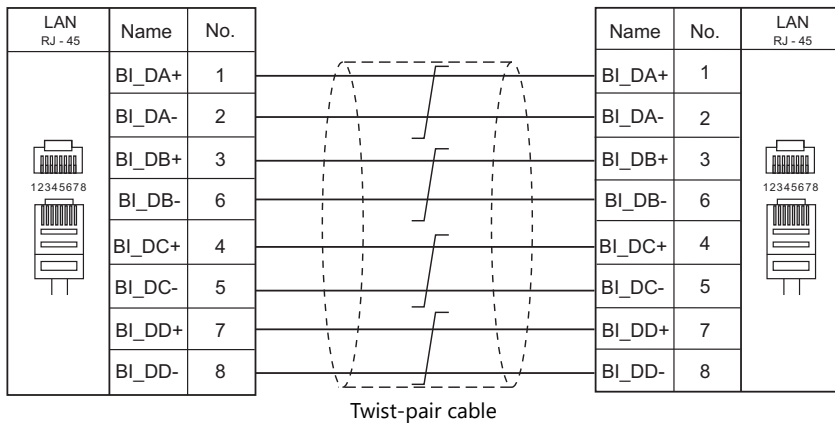 LAN Name No. Name No. LAN
RJ - 45 RJ - 45
BI_DA+ 1 BI_DA+ 1
BI_DA- 2 BI_DA- 2
BI_DB+ 3 BI_DB+ 3
12345678 BI_DB- 6 BI_DB- 6 12345678
BI_DC+ 4 BI_DC+ 4
BI_DC- 5 BI_DC- 5
BI_DD+ 7 BI_DD+ 7
BI_DD- 8 BI_DD- 8
Twist-pair cable